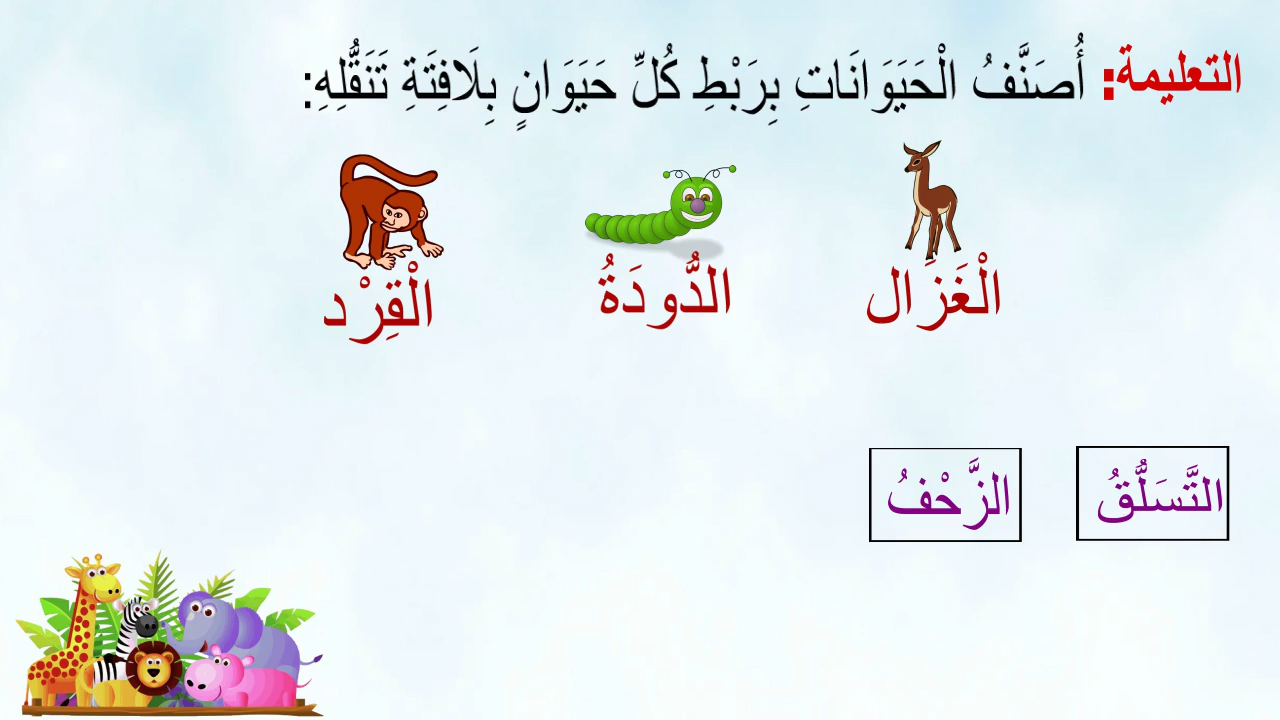 التعليمة: أُصَنَّفُ الْحَيَوَانَاتِ بِرَبْطِ كُلِّ حَيَوَانٍ بِلَافِتَةِ تَنَقُّلِهِ:
الْغَزَال الدُّودَةُ الْقِرْد
التَّسَلُّقُ الزَّحْفُ